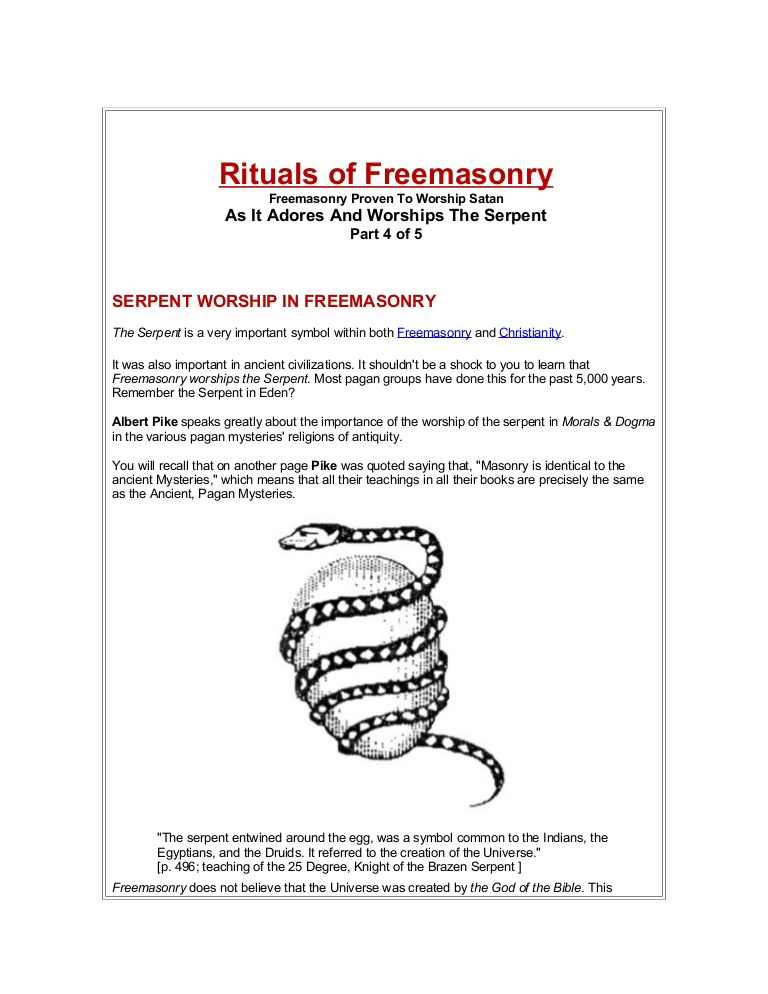 Rituals of Freemasonry
Freemasonry Proven To Worship Satan
As It Adores And Worships The Serpent
Part 4 of 5
SERPENT WORSHIP IN FREEMASONRY
The Serpent is a very important symbol within both Freemasonry and Christianity.
It was also important in ancient civilizations. It shouldn't be a shock to you to learn that
Freemasonry worships the Serpent. Most pagan groups have done this for the past 5,000 years.
Remember the Serpent in Eden?
Albert Pike speaks greatly about the importance of the worship of the serpent in Morals & Dogma
in the various pagan mysteries' religions of antiquity.
You will recall that on another page Pike was quoted saying that, "Masonry is identical to the
ancient Mysteries," which means that all their teachings in all their books are precisely the same
as the Ancient, Pagan Mysteries.
"The serpent entwined around the egg, was a symbol common to the Indians, the
Egyptians, and the Druids. It referred to the creation of the Universe."
[p. 496; teaching of the 25 Degree, Knight of the Brazen Serpent ]
Freemasonry does not believe that the Universe was created by the God of the Bible. This